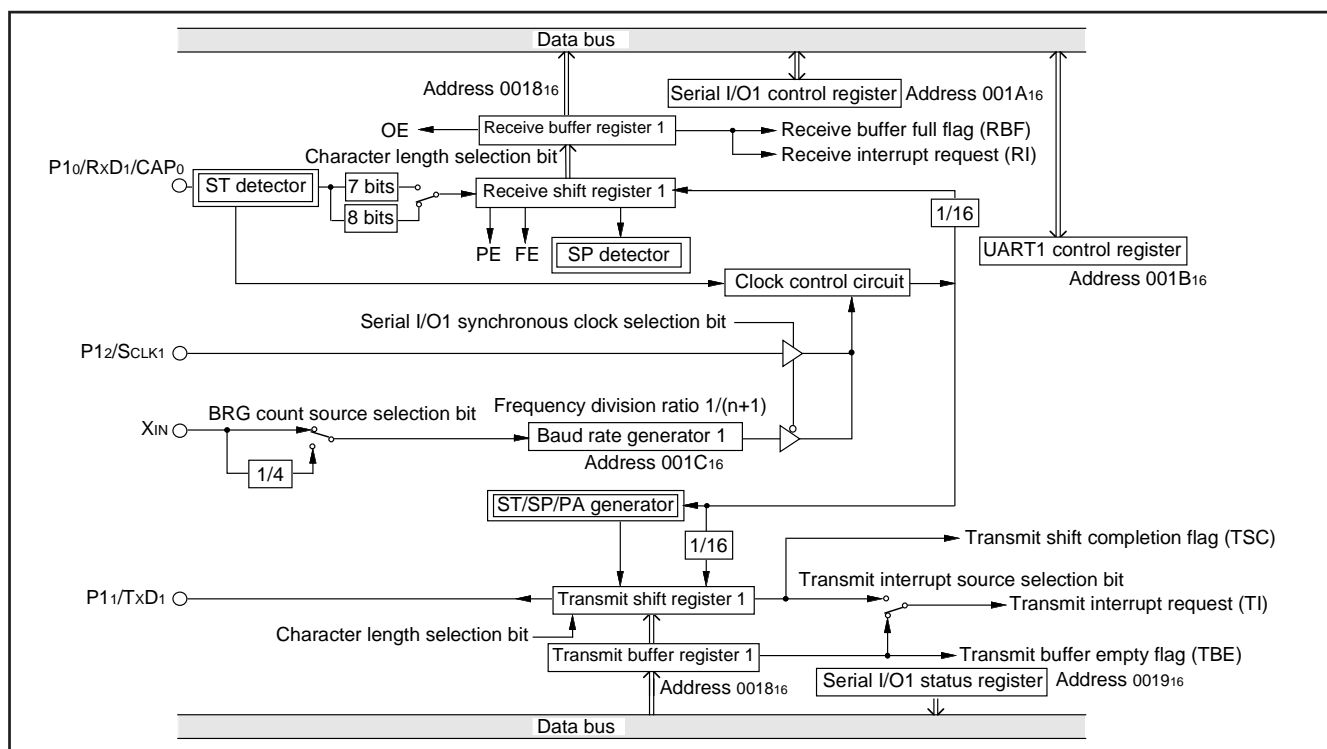 Data bus
Address 001816
Serial I/O1 control register Address 001A16
OE
Receive buffer register 1
Receive buffer full flag (RBF)
Receive interrupt request (RI)
Character length selection bit
P10/RXD1/CAP0
ST detector
7 bits
8 bits
Receive shift register 1
1/16
PE FE
SP detector
UART1 control register
Address 001B16
Clock control circuit
Serial I/O1 synchronous clock selection bit
P12/SCLK1
BRG count source selection bit
Frequency division ratio 1/(n+1)
XIN
Baud rate generator 1
Address 001C16
1/4
ST/SP/PA generator
1/16
Transmit shift completion flag (TSC)
Transmit interrupt source selection bit
P11/TXD1
Transmit shift register 1
Transmit interrupt request (TI)
Character length selection bit
Transmit buffer register 1
Transmit buffer empty flag (TBE)
Address 001816
Serial I/O1 status register Address 001916
Data bus